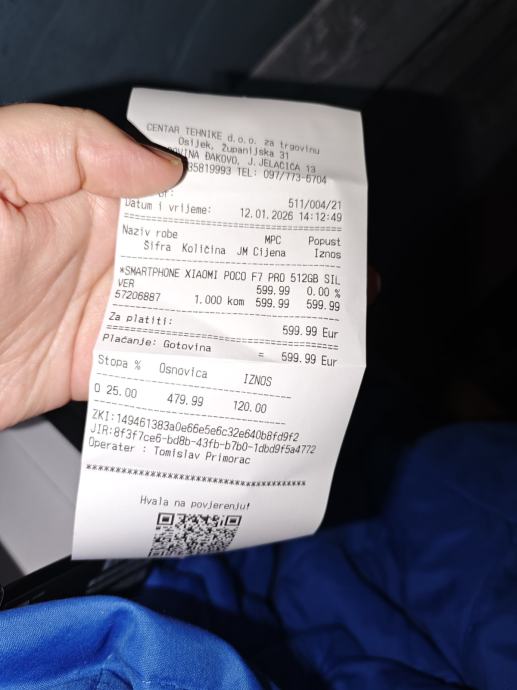 CENTAR TEHNIKE d.o.o. za trgovinu
Osijek, Županijska 31
ĐAKOVO, J.JELAČIĆA 13
35819993 TEL: 097/773-6704
511/004/21
Datum i vrijeme: 12.01.2026 14:12:49
Naziv robe MPC Popust
Šifra Količina JM Cijena Iznos
*SMARTPHONE XIAOMI POCO F7 PRO 512GB SIL
VER 599.99 0.00 %
57206887 1.000 kom 599.99 599.99
Za platiti: 599.99 Eur
Plaćanje: Gotovina = 599.99 Eur
Stopa % Osnovica IZNOS
O 25.00 479.99 120.00
ZKI:149461383a0e66e5e6c32e640b8fd9f2
JIR:8f3f7ce6-bd8b-43fb-b7b0-1dbd9f5a4772
Operater : Tomislav Primorac
****************************************
Hvala na povjerenju!